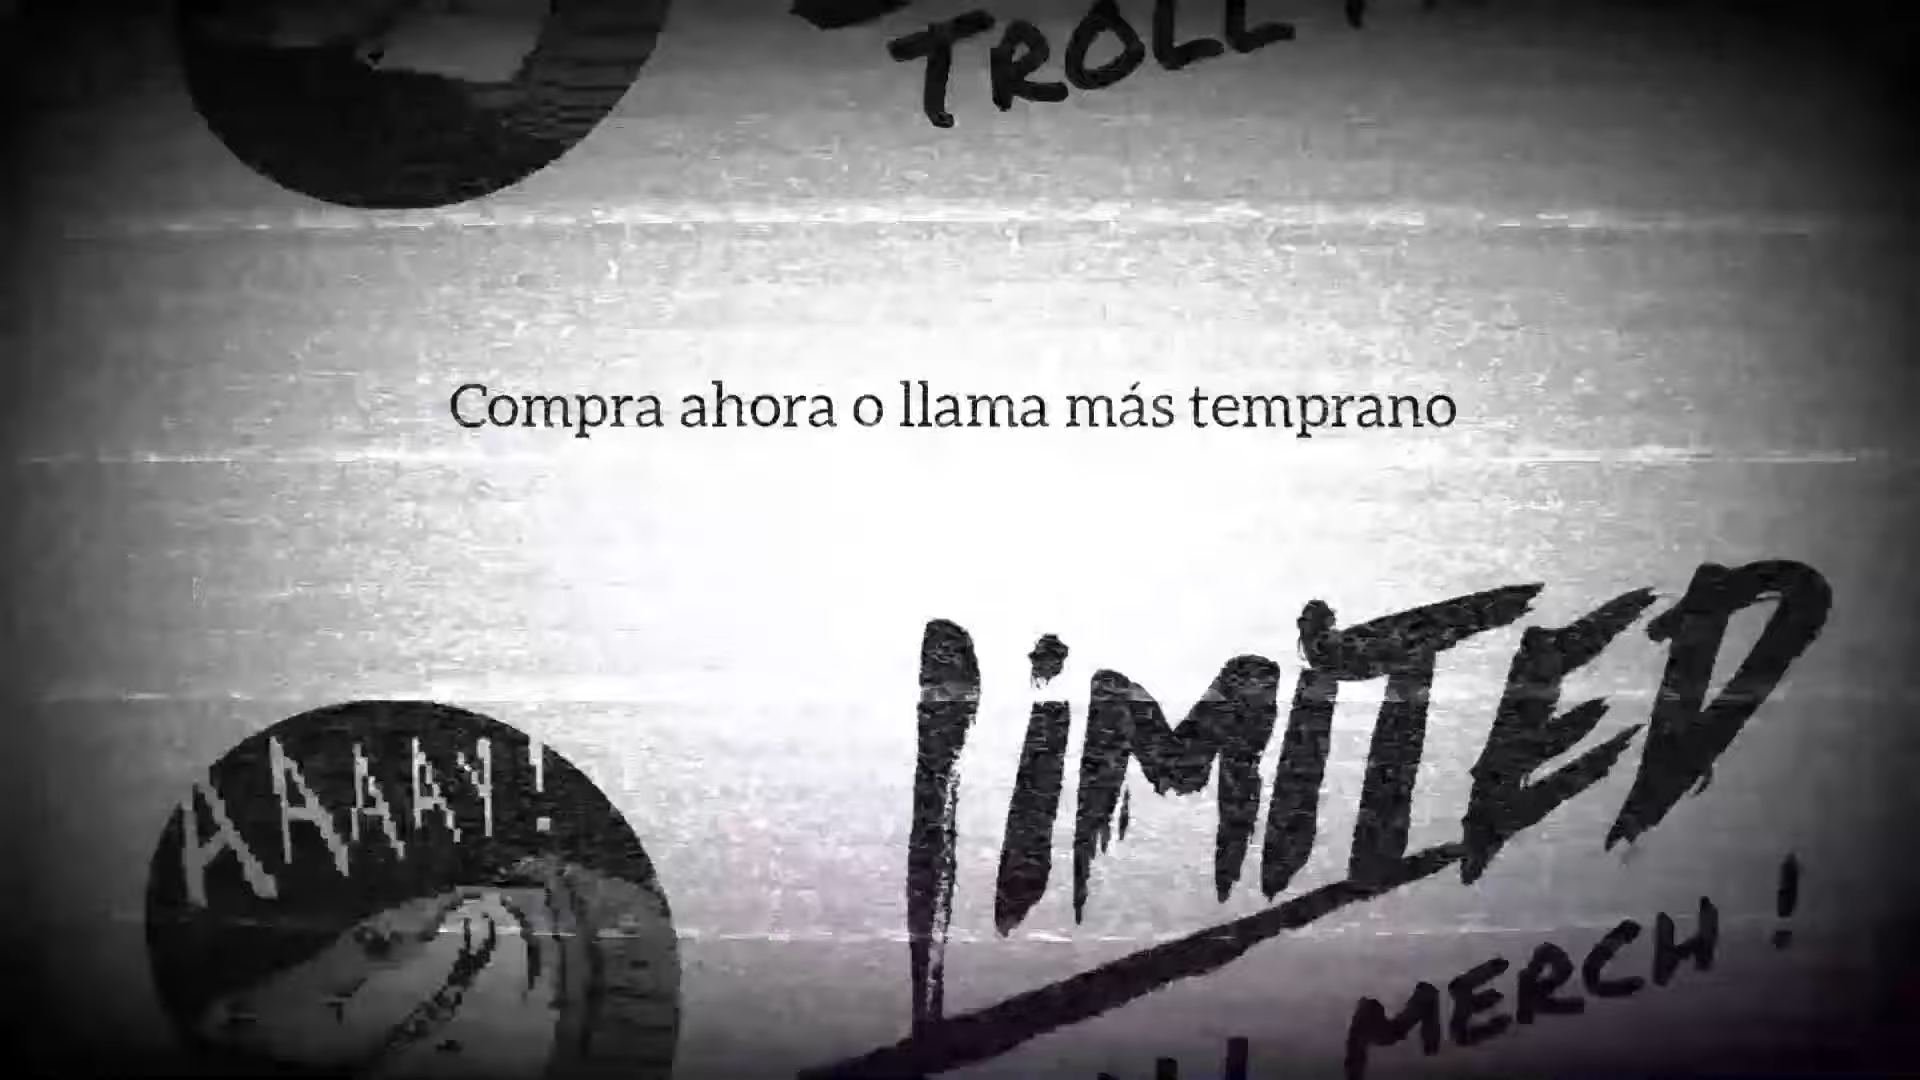 TROLL
Compra ahora o llama más temprano
LIMITED
AAAAY!
MERCH!